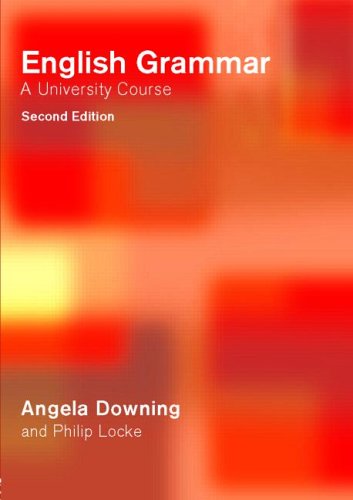 English Grammar
A University Course
Second Edition
Angela Downing
and Philip Locke